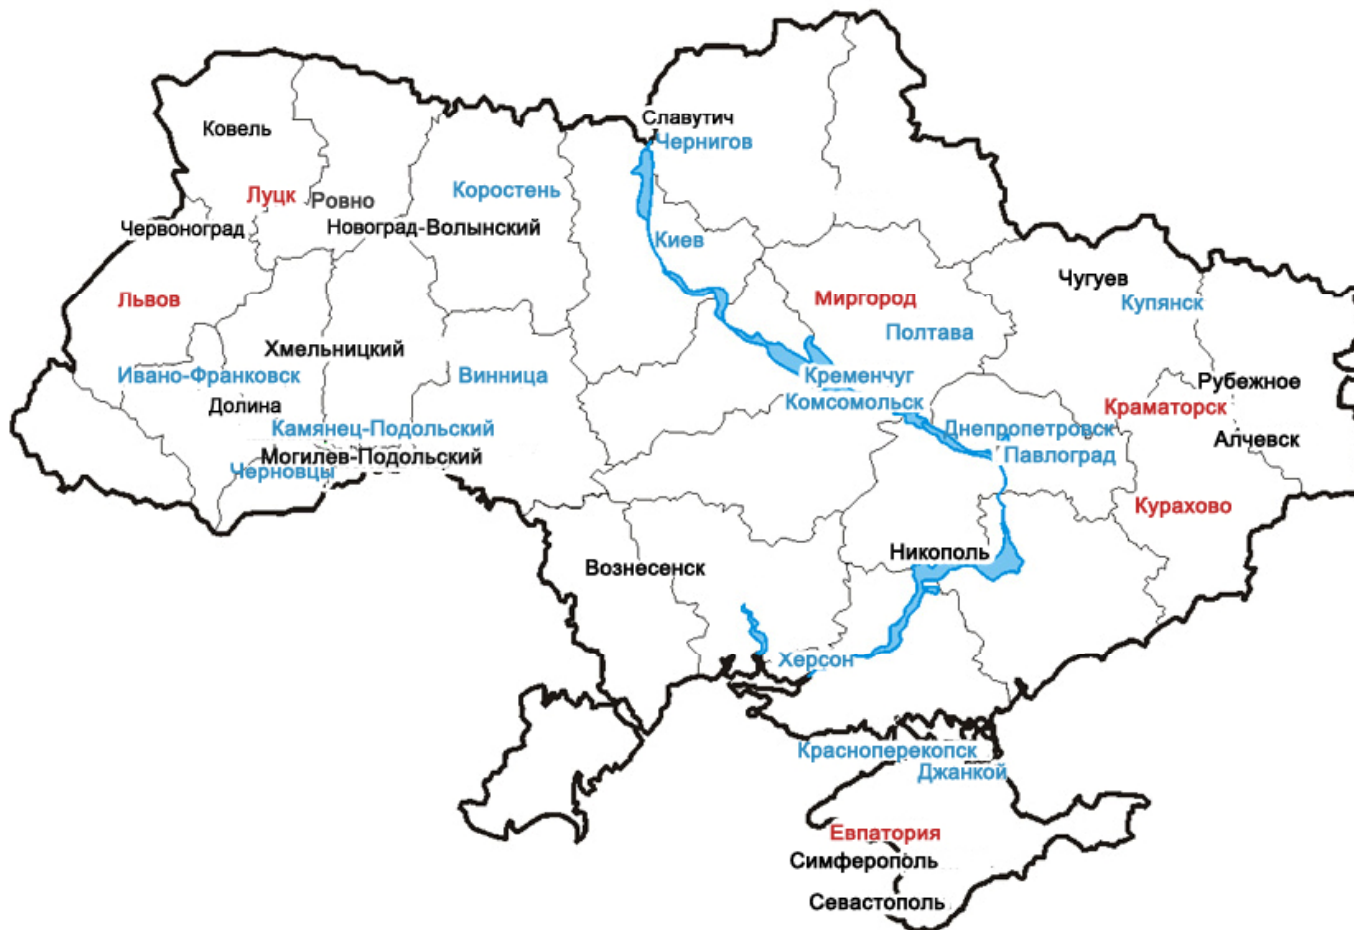 Славутич
Ковель
Чернигов
Коростень
Луцк
Ровно
Червоноград
Новоград-Волынский
Киев
Чугуев
Львов
Миргород
Купянск
Полтава
Хмельницкий
Ивано-Франковск
Винница
Кременчуг
Рубежное
Долина
Комсомольск
Краматорск
Камянец-Подольский
Днепропетровск
Алчевск
Могилев-Подольский
Павлоград
Черновцы
Курахово
Никополь
Вознесенск
Херсон
Красноперекопск
Джанкой
Евпатория
Симферополь
Севастополь